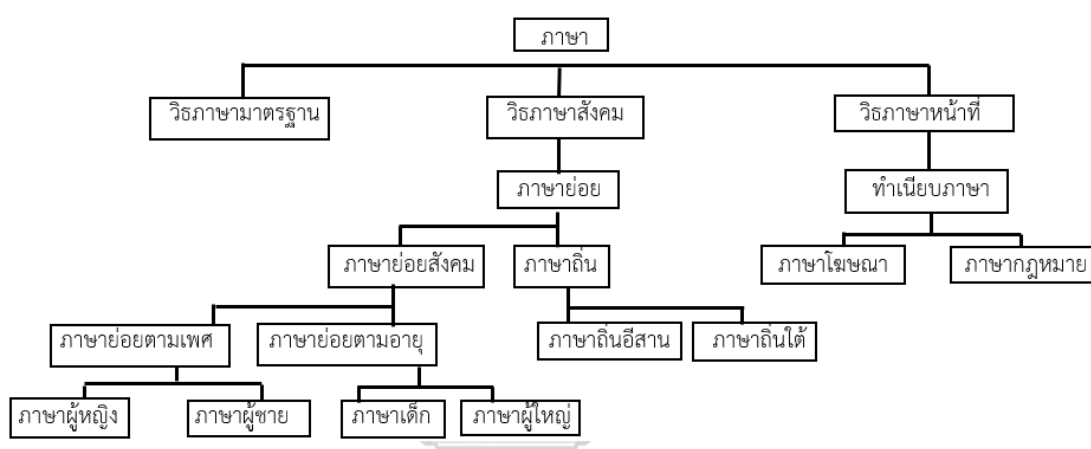 ภาษา
วิธภาษามาตรฐาน
วิธภาษาสังคม
วิธภาษาหน้าที่
ภาษาย่อย
ทำเนียบภาษา
ภาษาย่อยสังคม
ภาษาถิ่น
ภาษาโฆษณา
ภาษากฎหมาย
ภาษาย่อยตามเพศ
ภาษาย่อยตามอายุ
ภาษาถิ่นอีสาน
ภาษาถิ่นใต้
ภาษาผู้หญิง
ภาษาผู้ชาย
ภาษาเด็ก
ภาษาผู้ใหญ่